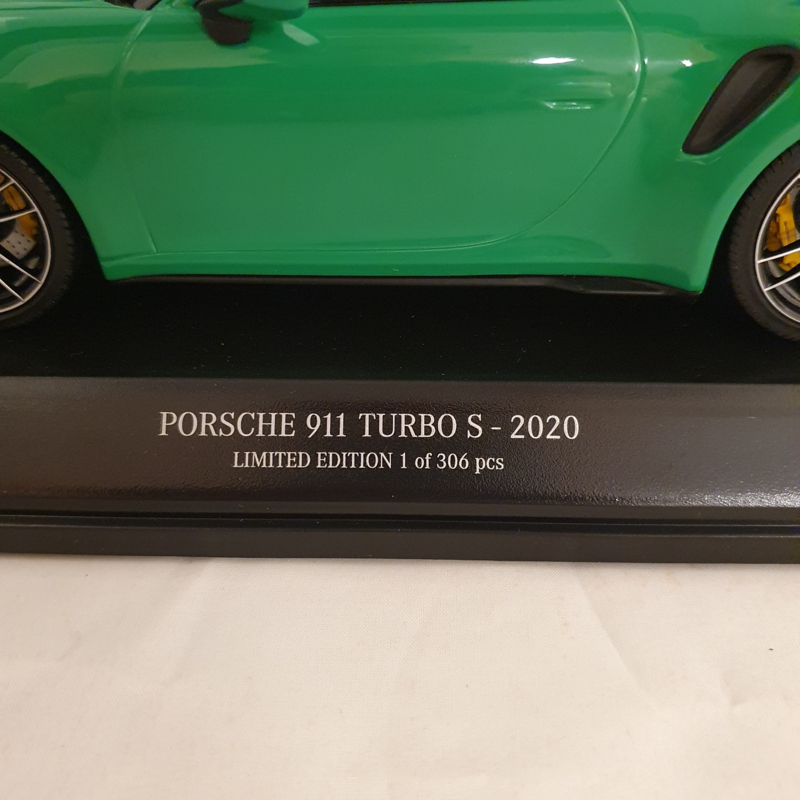 PORSCHE 911 TURBO S - 2020
LIMITED EDITION 1 of 306 pcs